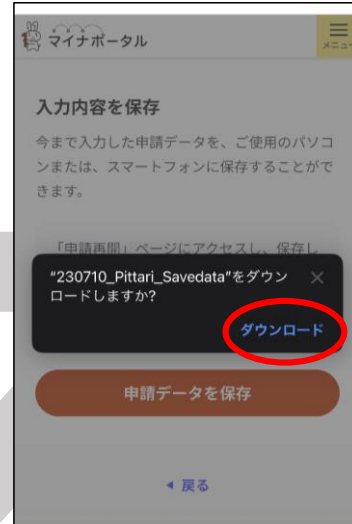 マイナポータル
メニュー
入力内容を保存
今まで入力した申請データを、ご使用のパソコ
ンまたは、スマートフォンに保存することがで
きます。
「申請再開」ページにアクセスし、保存し
“230710_Pittari_Savedata”をダウン
ロードしますか?
ダウンロード
申請データを保存
戻る